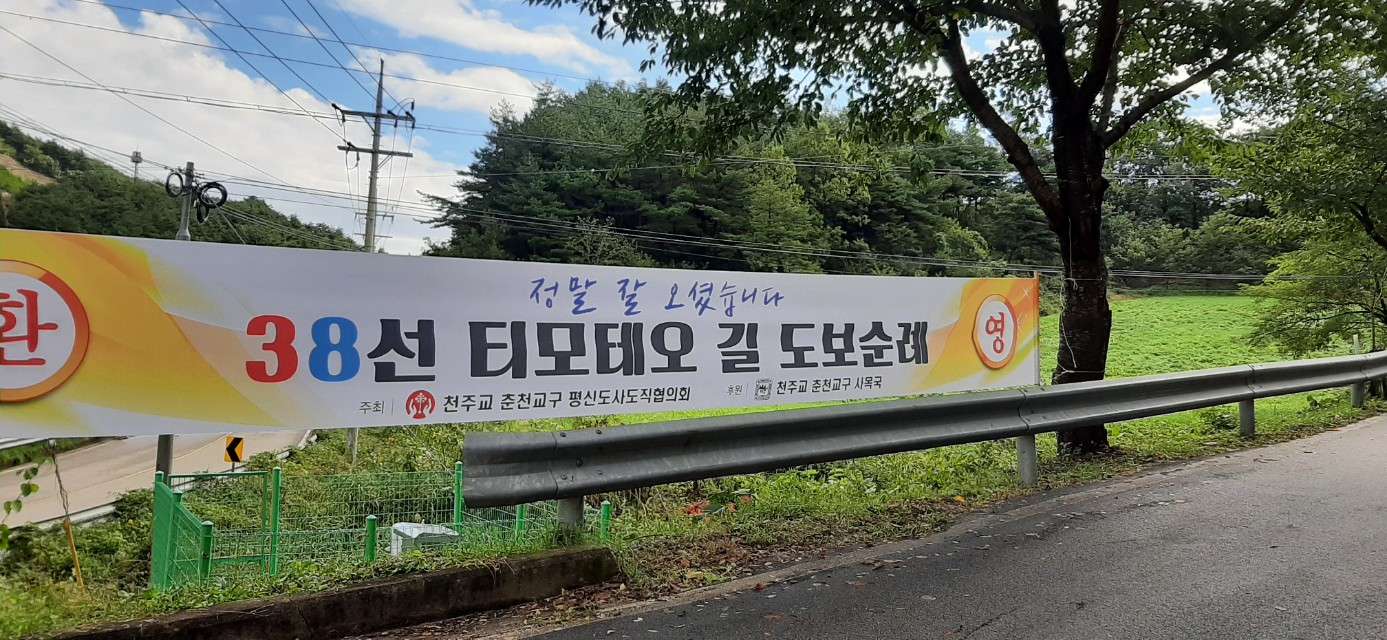 환
정말 잘 오셨습니다
38선 티모테오 길 도보순례
영
주최 천주교 춘천교구 평신도사도직협의회
후원 천주교 춘천교구 사목국